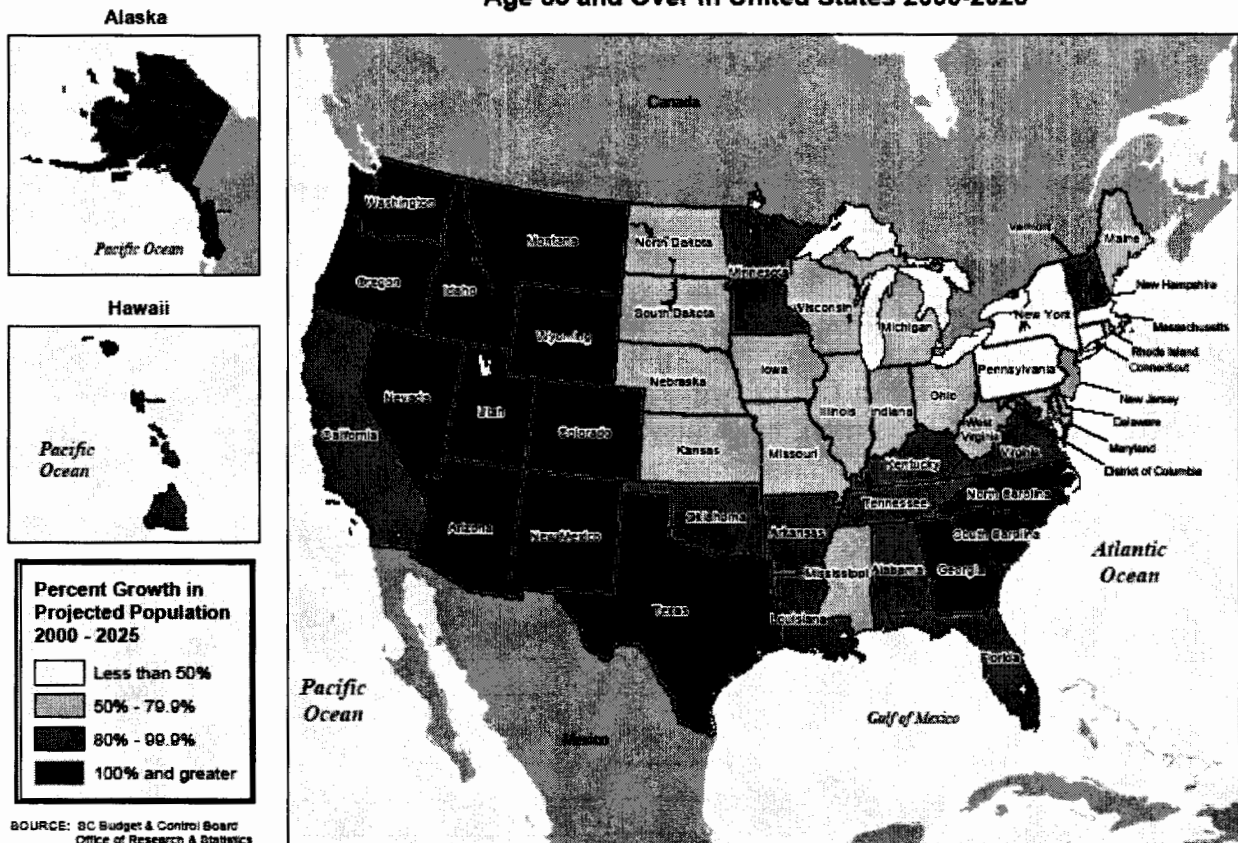 Age 65 and Over in United States 2000-2025
Alaska
Pacific Ocean
Hawaii
Pacific
Ocean
Percent Growth in
Projected Population
2000 - 2025
Less than 50%
50% - 79.9%
80% - 99.9%
100% and greater
SOURCE: SC Budget & Control Board
Office of Research & Statistics
Canada
Washington
Montana
North Dakota
Minnesota
Vermont
Maine
Oregon
Idaho
South Dakota
Wisconsin
Michigan
New York
New Hampshire
Massachusetts
Rhode Island
Connecticut
Wyoming
Nebraska
Iowa
Pennsylvania
New Jersey
Delaware
Maryland
District of Columbia
Nevada
Utah
Colorado
California
Kansas
Missouri
Illinois
Indiana
Ohio
West
Virginia
Virginia
Kentucky
Arizona
New Mexico
Oklahoma
Arkansas
Tennessee
North Carolina
South Carolina
Texas
Louisiana
Mississippi
Alabama
Georgia
Florida
Atlantic
Ocean
Pacific
Ocean
Mexico
Gulf of Mexico